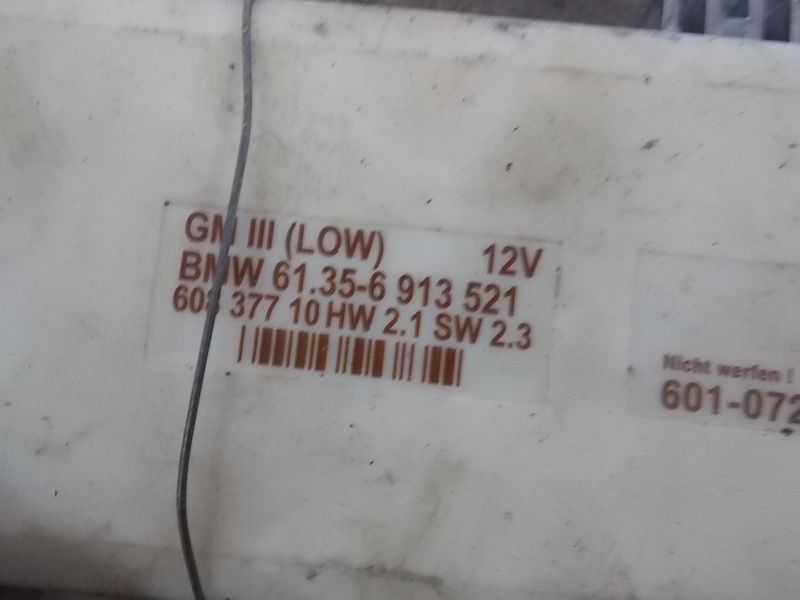 GM III (LOW) 12V
BMW 61.35-6 913 521
608 377 10 HW 2.1 SW 2.3
Nicht werfen !
601-072